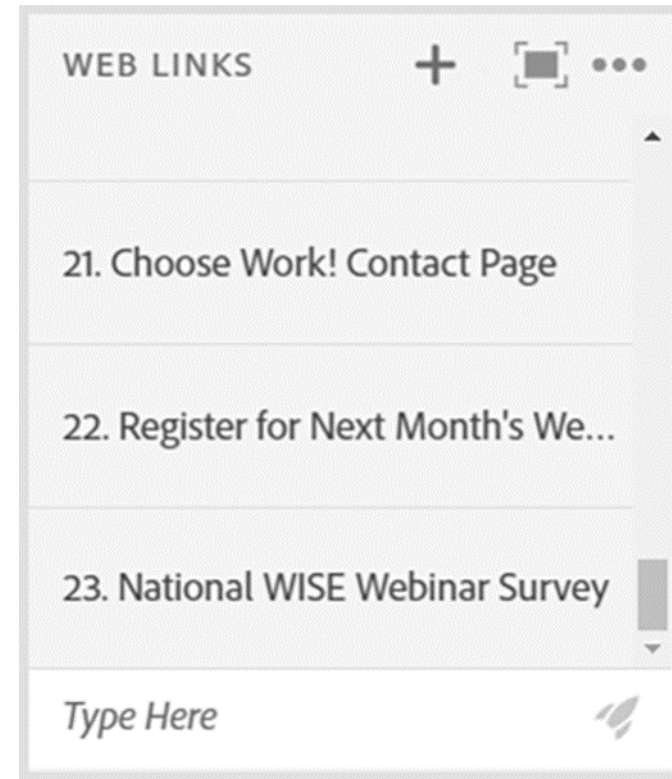 WEB LINKS
21. Choose Work! Contact Page
22. Register for Next Month's We...
23. National WISE Webinar Survey
Type Here